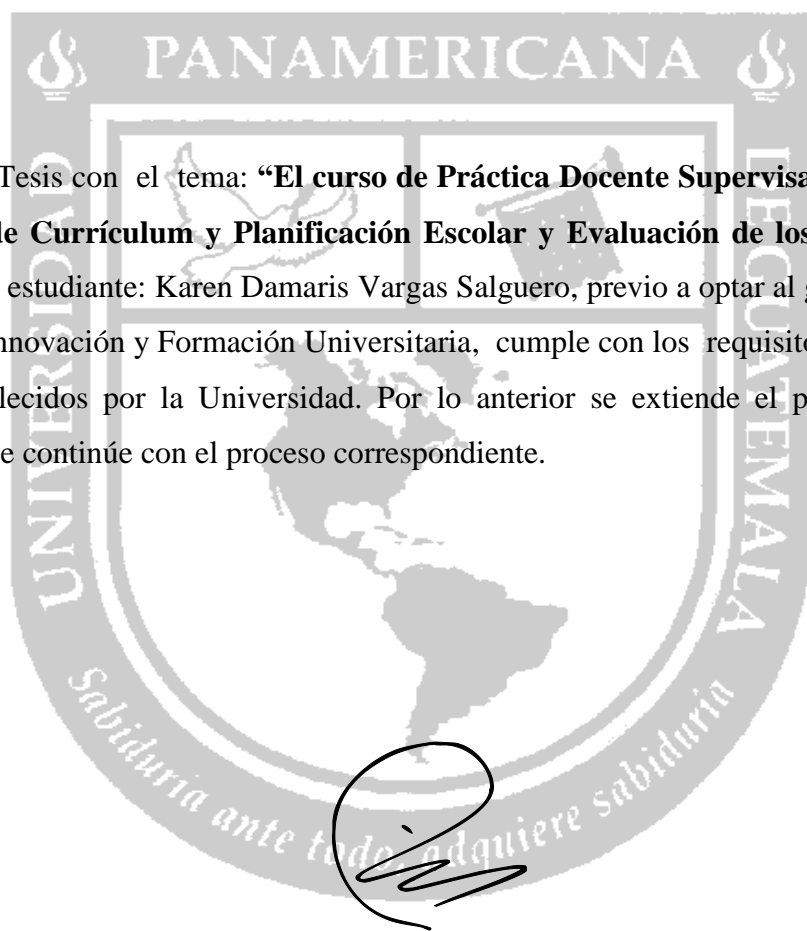 PANAMERICANA
UNIVERSIDAD
DE GUATEMALA
Tesis con el tema: “El curso de Práctica Docente Supervisa
e Currículum y Planificación Escolar y Evaluación de los
estudiante: Karen Damaris Vargas Salguero, previo a optar al
nnovación y Formación Universitaria, cumple con los requisito
lecidos por la Universidad. Por lo anterior se extiende el p
e continúe con el proceso correspondiente.
Sabiduría ante todo, adquiere sabiduría